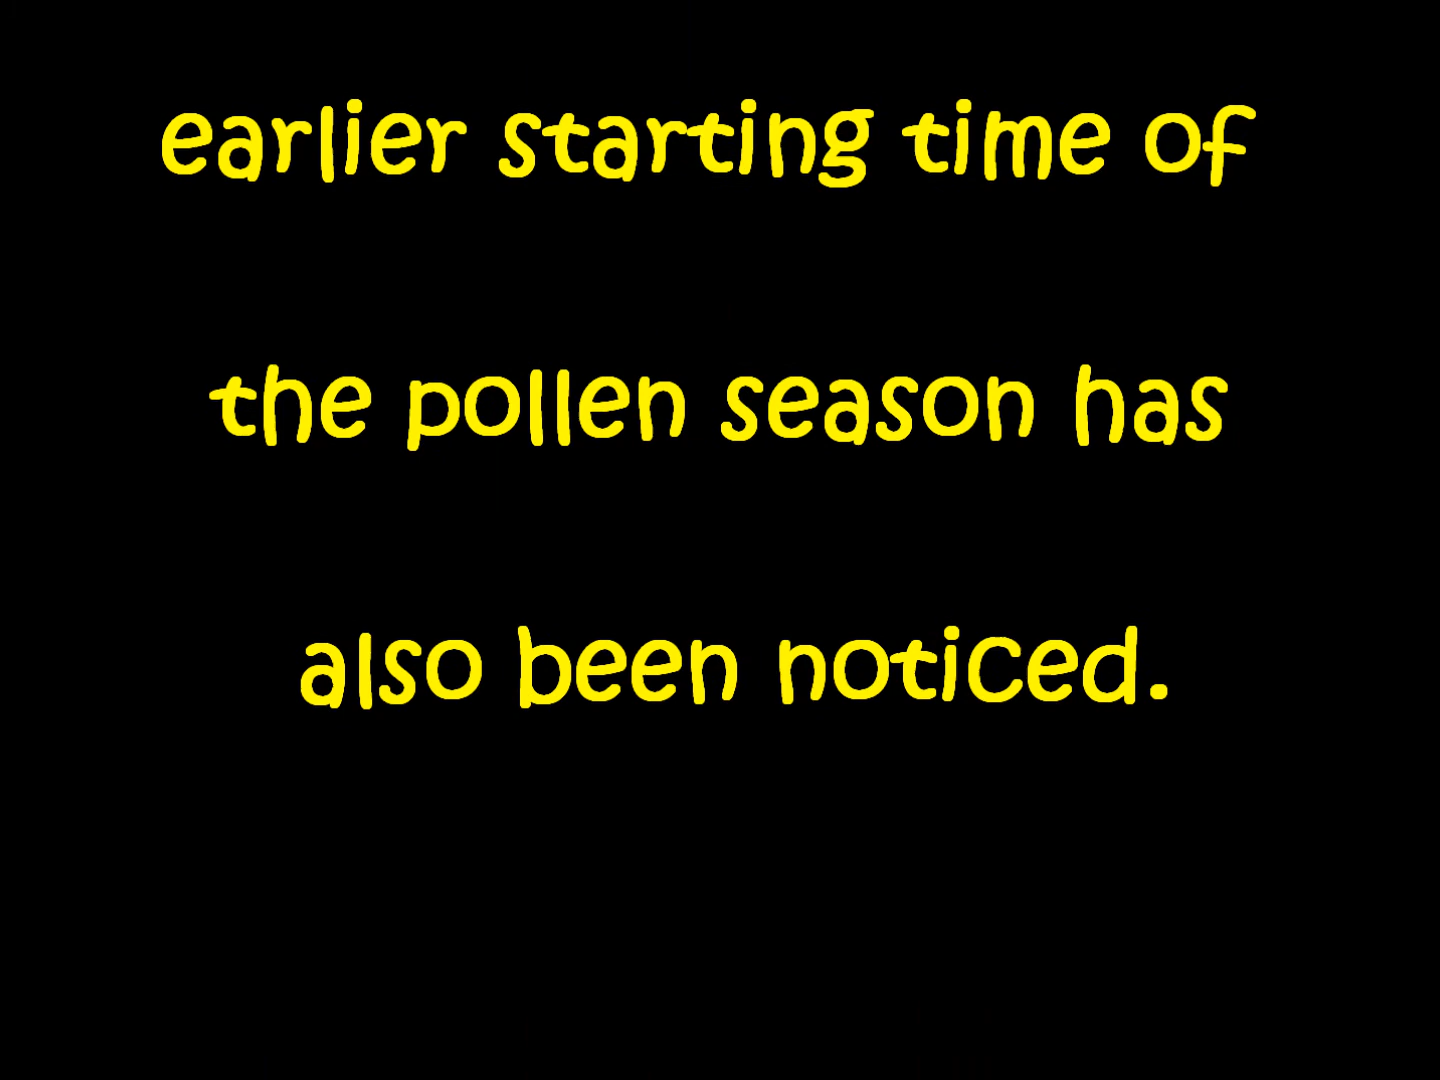 earlier starting time of
the pollen season has
also been noticed.